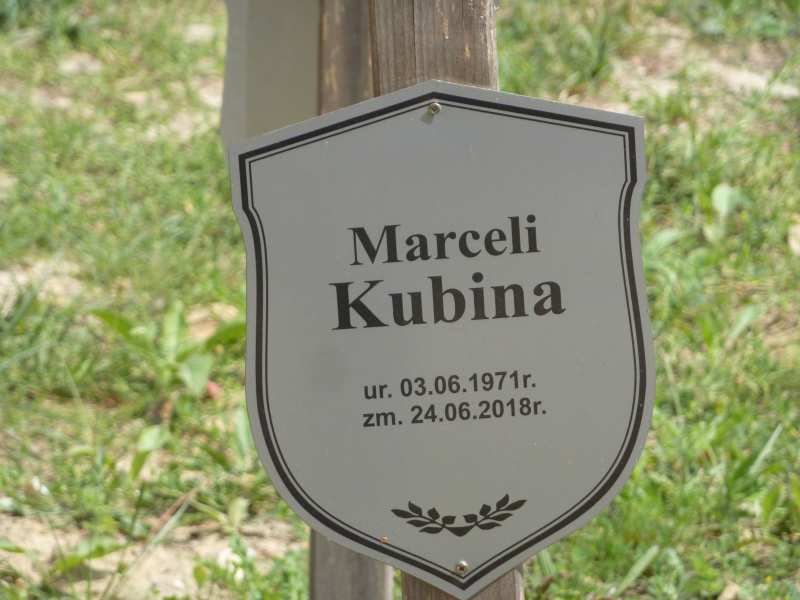 Marceli
Kubina
ur. 03.06.1971r.
zm. 24.06.2018r.